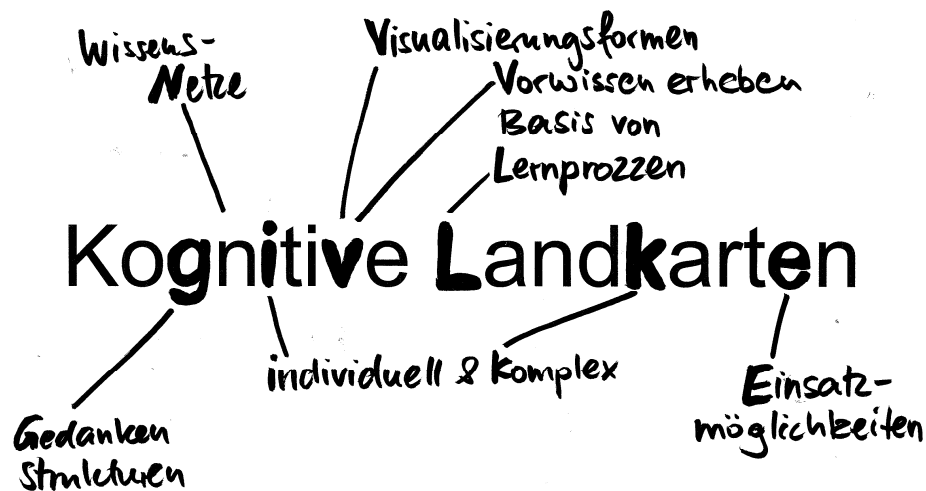 Wissens-
Netze
Visualisierungsformen
Vorwissen erheben
Basis von
Lernprozzen
Kognitive Landkarten
individuell & komplex
Einsatz-
möglichkeiten
Gedanken
strukturen